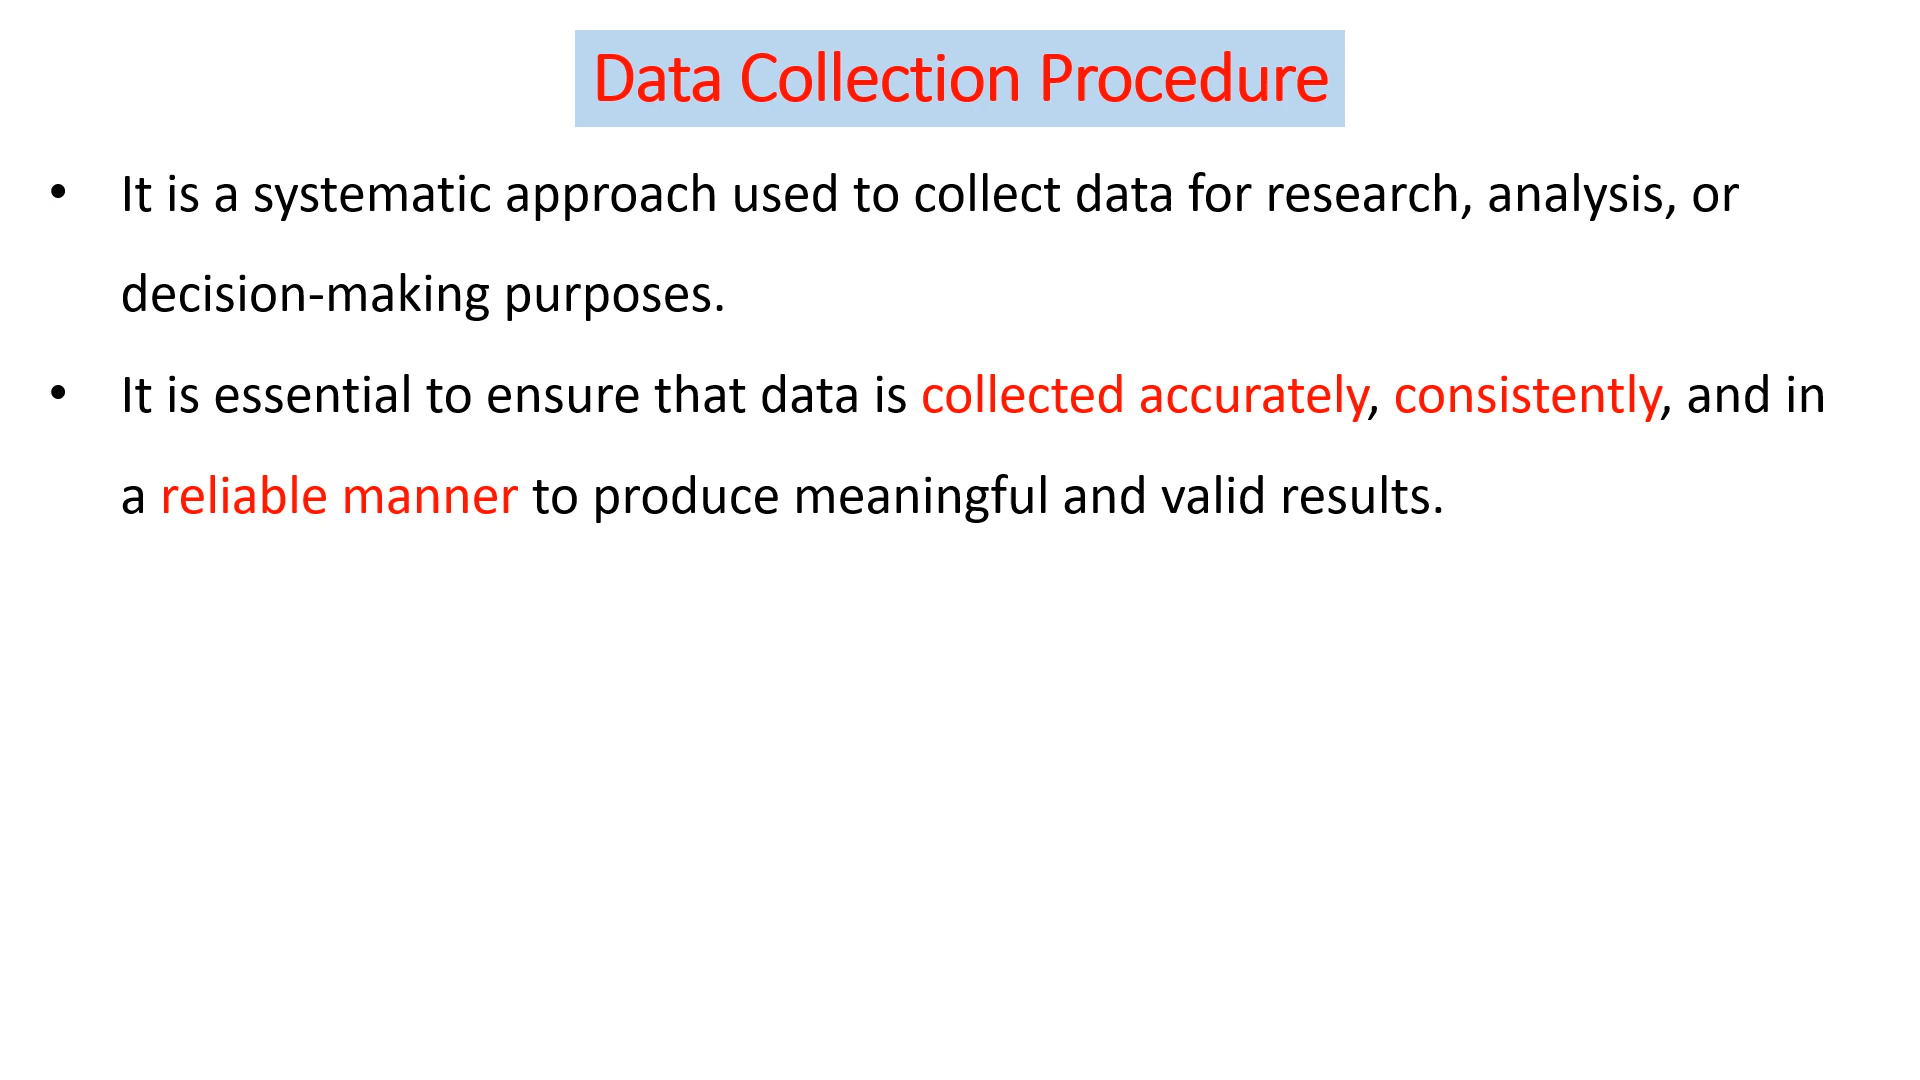 Data Collection Procedure
• It is a systematic approach used to collect data for research, analysis, or
decision-making purposes.
• It is essential to ensure that data is collected accurately, consistently, and in
a reliable manner to produce meaningful and valid results.